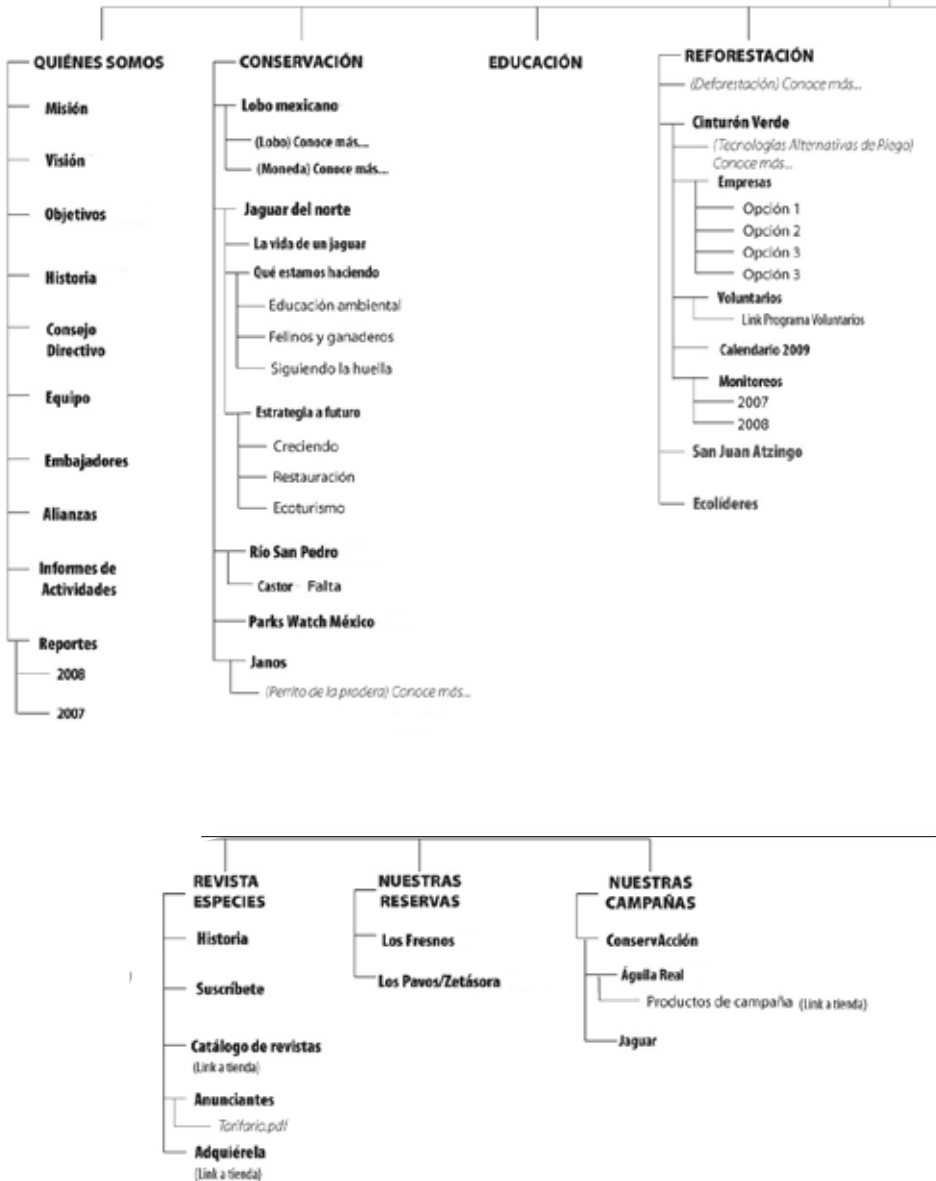 QUIÉNES SOMOS
Misión
Visión
Objetivos
Historia
Consejo
Directivo
Equipo
Embajadores
Alianzas
Informes de
Actividades
Reportes
2008
2007
CONSERVACIÓN
Lobo mexicano
(Lobo) Conoce más...
(Moneda) Conoce más...
Jaguar del norte
La vida de un jaguar
Qué estamos haciendo
Educación ambiental
Felinos y ganaderos
Siguiendo la huella
Estrategia a futuro
Creciendo
Restauración
Ecoturismo
Río San Pedro
Castor Falta
Parks Watch México
Janos
(Perrito de la pradera) Conoce más...
EDUCACIÓN
REFORESTACIÓN
(Deforestación) Conoce más...
Cinturón Verde
(Tecnologías Alternativas de Riego)
Conoce más...
Empresas
Opción 1
Opción 2
Opción 3
Opción 3
Voluntarios
Link Programa Voluntarios
Calendario 2009
Monitoreos
2007
2008
San Juan Atzingo
Ecolíderes
REVISTA
ESPECIES
Historia
Suscríbete
Catálogo de revistas
(Link a tienda)
Anunciantes
Tarifario.pdf
Adquiérela
(Link a tienda)
NUESTRAS
RESERVAS
Los Fresnos
Los Pavos/Zetásora
NUESTRAS
CAMPAÑAS
ConservAcción
Águila Real
Productos de campaña (Link a tienda)
Jaguar